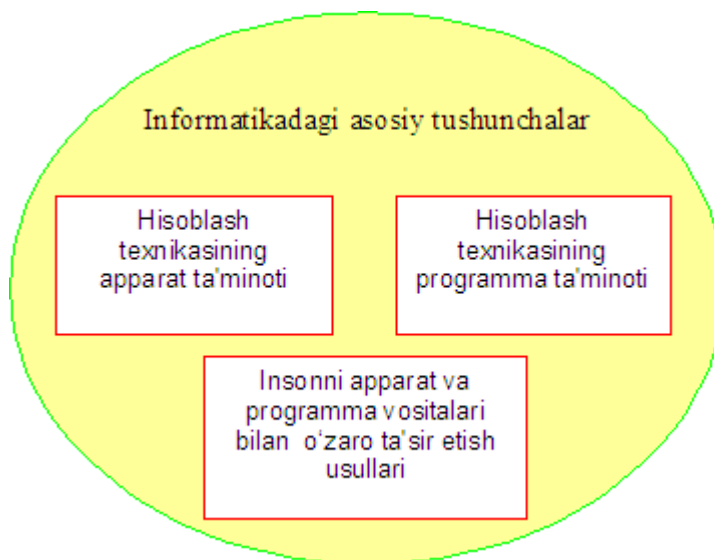 Informatikadagi asosiy tushunchalar
Hisoblash
texnikasining
apparat ta'minoti
Hisoblash
texnikasining
programma ta'minoti
Insonni apparat va
programma vositalari
bilan o‘zaro ta'sir etish
usullari